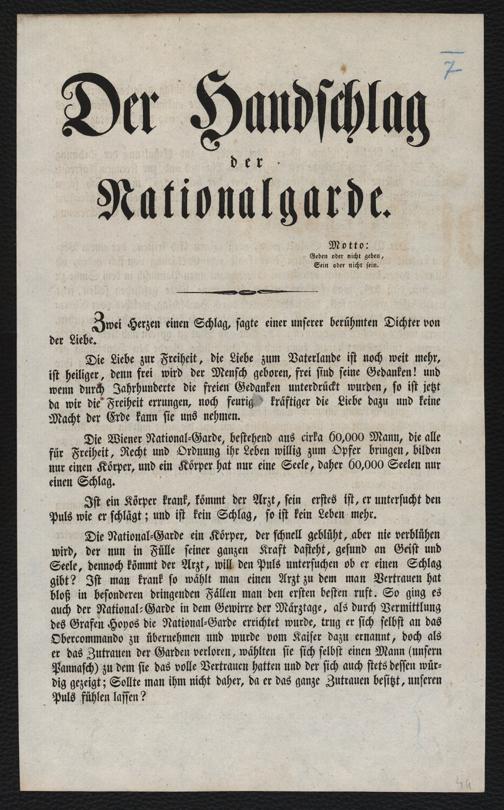 7
Der Handschlag
der
Nationalgarde.
Motto:
Geben oder nicht geben,
Sein oder nicht sein.
Zwei Herzen einen Schlag, sagte einer unserer berühmten Dichter von
der Liebe.
Die Liebe zur Freiheit, die Liebe zum Vaterlande ist noch weit mehr,
ist heiliger, denn frei wird der Mensch geboren, frei sind seine Gedanken! und
wenn durch Jahrhunderte die freien Gedanken unterdrückt wurden, so ist jetzt
da wir die Freiheit errungen, noch feurig kräftiger die Liebe dazu und keine
Macht der Erde kann sie uns nehmen.
Die Wiener National-Garde, bestehend aus cirka 60,000 Mann, die alle
für Freiheit, Recht und Ordnung ihr Leben willig zum Opfer bringen, bilden
nur einen Körper, und ein Körper hat nur eine Seele, daher 60,000 Seelen nur
einen Schlag.
Ist ein Körper krank, kömmt der Arzt, sein erstes ist, er untersucht den
Puls wie er schlägt; und ist kein Schlag, so ist kein Leben mehr.
Die National-Garde ein Körper, der schnell geblüht, aber nie verblühen
wird, der nun in Fülle seiner ganzen Kraft dasteht, gesund an Geist und
Seele, dennoch kömmt der Arzt, will den Puls untersuchen ob er einen Schlag
gibt? Ist man krank so wählt man einen Arzt zu dem man Vertrauen hat
bloß in besonderen dringenden Fällen man den ersten besten ruft. So ging es
auch der National-Garde in dem Gewirre der Märztage, als durch Vermittlung
des Grafen Hoyos die National-Garde errichtet wurde, trug er sich selbst an das
Obercommando zu übernehmen und wurde vom Kaiser dazu ernannt, doch als
er das Zutrauen der Garden verloren, wählten sie sich selbst einen Mann (unsern
Pannasch) zu dem sie das volle Vertrauen hatten und der sich auch stets dessen wür-
dig gezeigt; Sollte man ihm nicht daher, da er das ganze Zutrauen besitzt, unseren
Puls fühlen lassen?